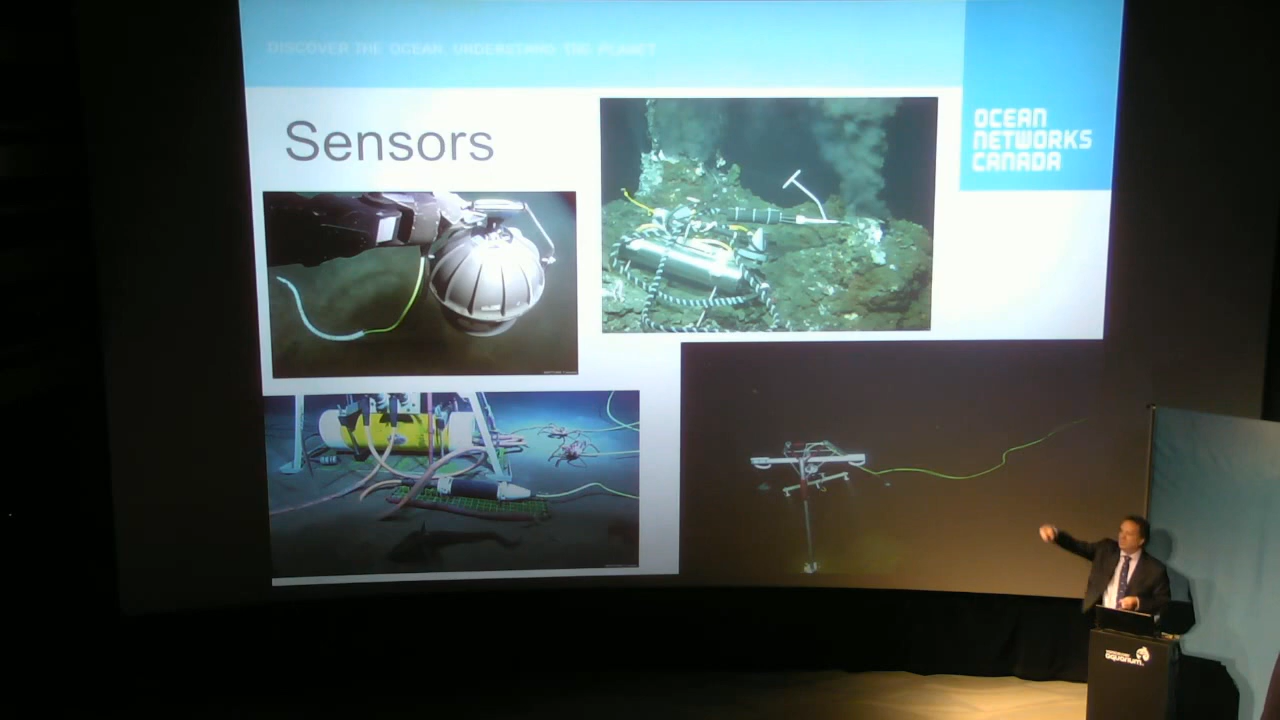 DISCOVER THE OCEAN. UNDERSTAND THE PLANET
Sensors
OCEAN
NETWORKS
CANADA
aquarium